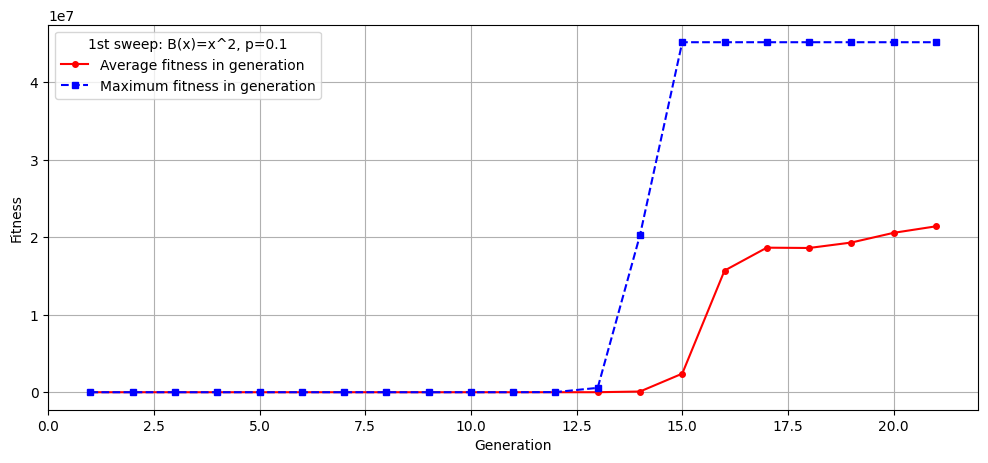 1e7
1st sweep: B(x)=x^2, p=0.1
Average fitness in generation
Maximum fitness in generation
4
3
2
1
0
Fitness
0.0 2.5 5.0 7.5 10.0 12.5 15.0 17.5 20.0
Generation